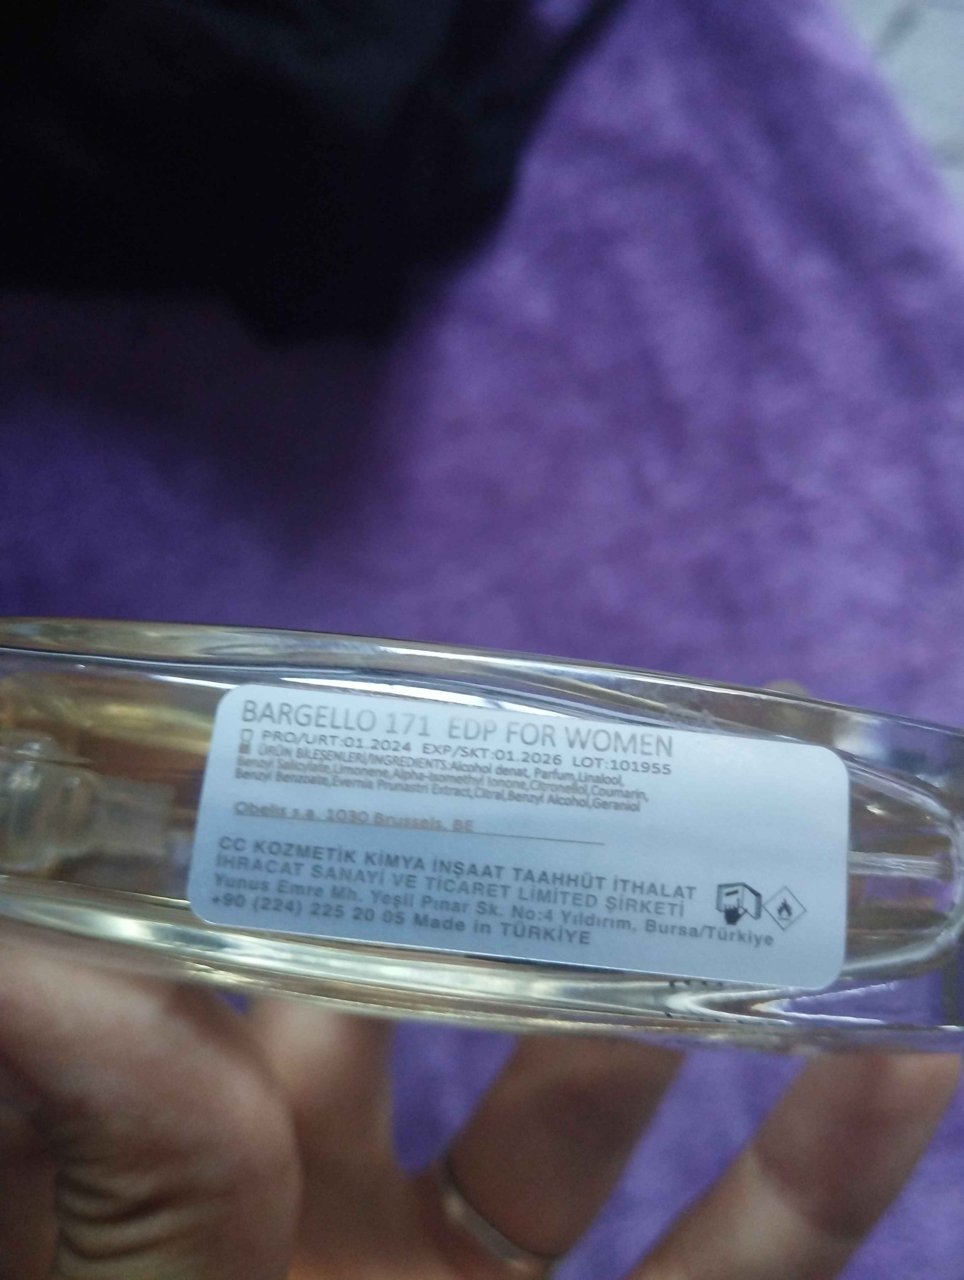 BARGELLO 171 EDP FOR WOMEN
PRO/URT:01.2024 EXP/SKT:01.2026 LOT:101955
ÜRÜN BİLEŞENLERİ/INGREDIENTS:Alcohol denat, Parfum,Linalool,
Benzyl Salicylate,Limonene,Alpha-Isomethyl Ionone,Citronellol,Coumarin,
Benzyl Benzoate,Evernia Prunastri Extract,Citral,Benzyl Alcohol,Geraniol
Obelis s.a. 1030 Brussels, BE
CC KOZMETİK KİMYA İNŞAAT TAAHHÜT İTHALAT
İHRACAT SANAYİ VE TİCARET LİMİTED ŞİRKETİ
Yunus Emre Mh. Yeşil Pınar Sk. No:4 Yıldırım, Bursa/Türkiye
+90 (224) 225 20 05 Made in TÜRKİYE